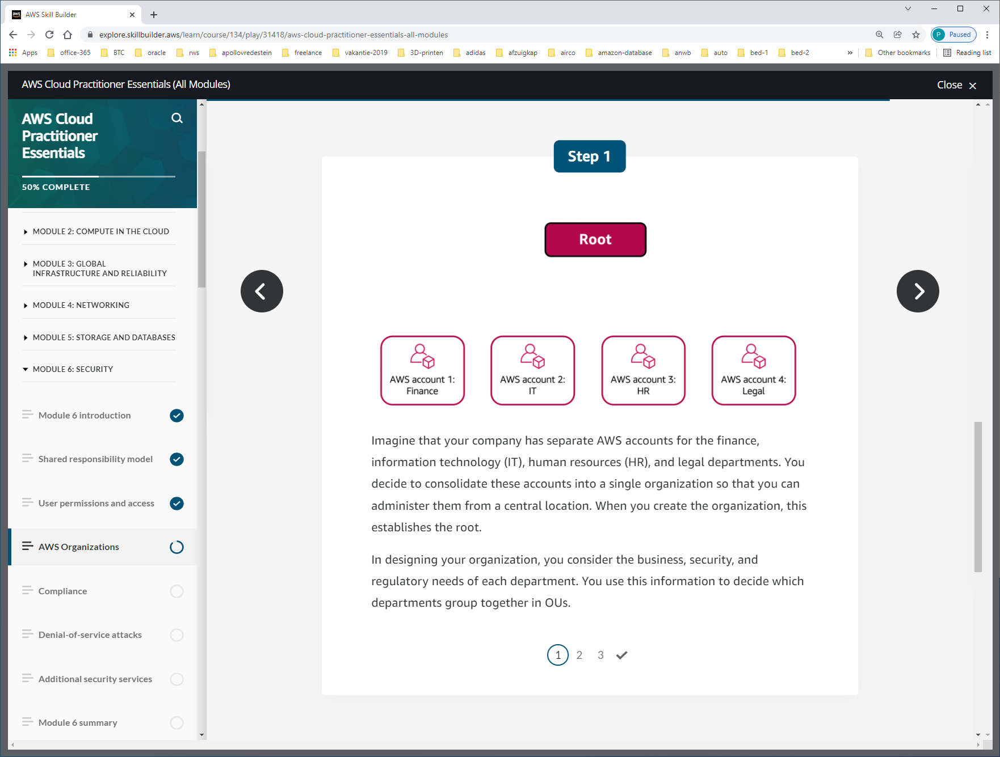 AWS Skill Builder
explore.skillbuilder.aws/learn/course/134/play/31418/aws-cloud-practitioner-essentials-all-modules
P Paused
Apps office-365 BTC oracle rws apollovredestein freelance vakantie-2019 3D-printen adidas afzuigkap airco amazon-database anwb auto bed-1 bed-2 » Other bookmarks Reading list
AWS Cloud Practitioner Essentials (All Modules)
Close
AWS Cloud
Practitioner
Essentials
50% COMPLETE
MODULE 2: COMPUTE IN THE CLOUD
MODULE 3: GLOBAL
INFRASTRUCTURE AND RELIABILITY
MODULE 4: NETWORKING
MODULE 5: STORAGE AND DATABASES
MODULE 6: SECURITY
Module 6 introduction
Shared responsibility model
User permissions and access
AWS Organizations
Compliance
Denial-of-service attacks
Additional security services
Module 6 summary
Step 1
Root
AWS account 1:
Finance
AWS account 2:
IT
AWS account 3:
HR
AWS account 4:
Legal
Imagine that your company has separate AWS accounts for the finance,
information technology (IT), human resources (HR), and legal departments. You
decide to consolidate these accounts into a single organization so that you can
administer them from a central location. When you create the organization, this
establishes the root.
In designing your organization, you consider the business, security, and
regulatory needs of each department. You use this information to decide which
departments group together in OUs.
1 2 3